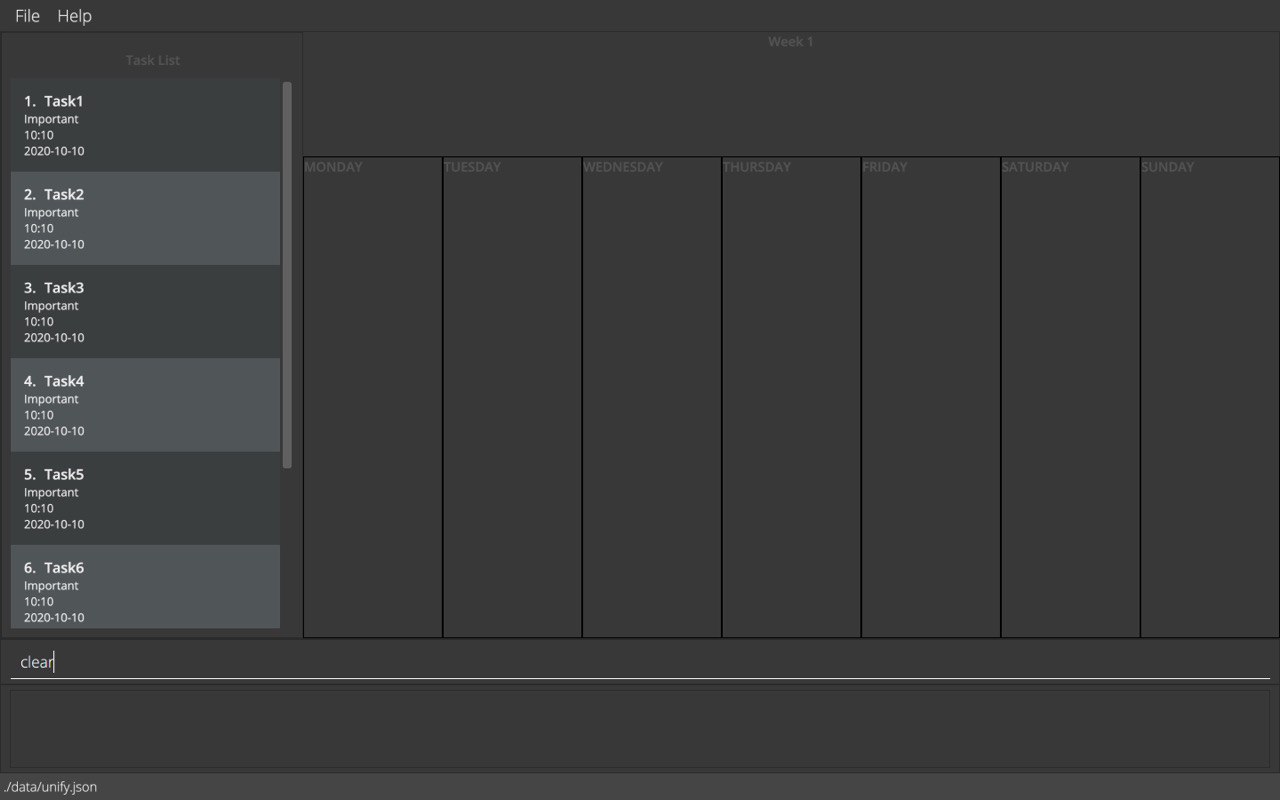 File Help
Task List
1. Task1
Important
10:10
2020-10-10
2. Task2
Important
10:10
2020-10-10
3. Task3
Important
10:10
2020-10-10
4. Task4
Important
10:10
2020-10-10
5. Task5
Important
10:10
2020-10-10
6. Task6
Important
10:10
2020-10-10
Week 1
MONDAY TUESDAY WEDNESDAY THURSDAY FRIDAY SATURDAY SUNDAY
clear
./data/unify.json